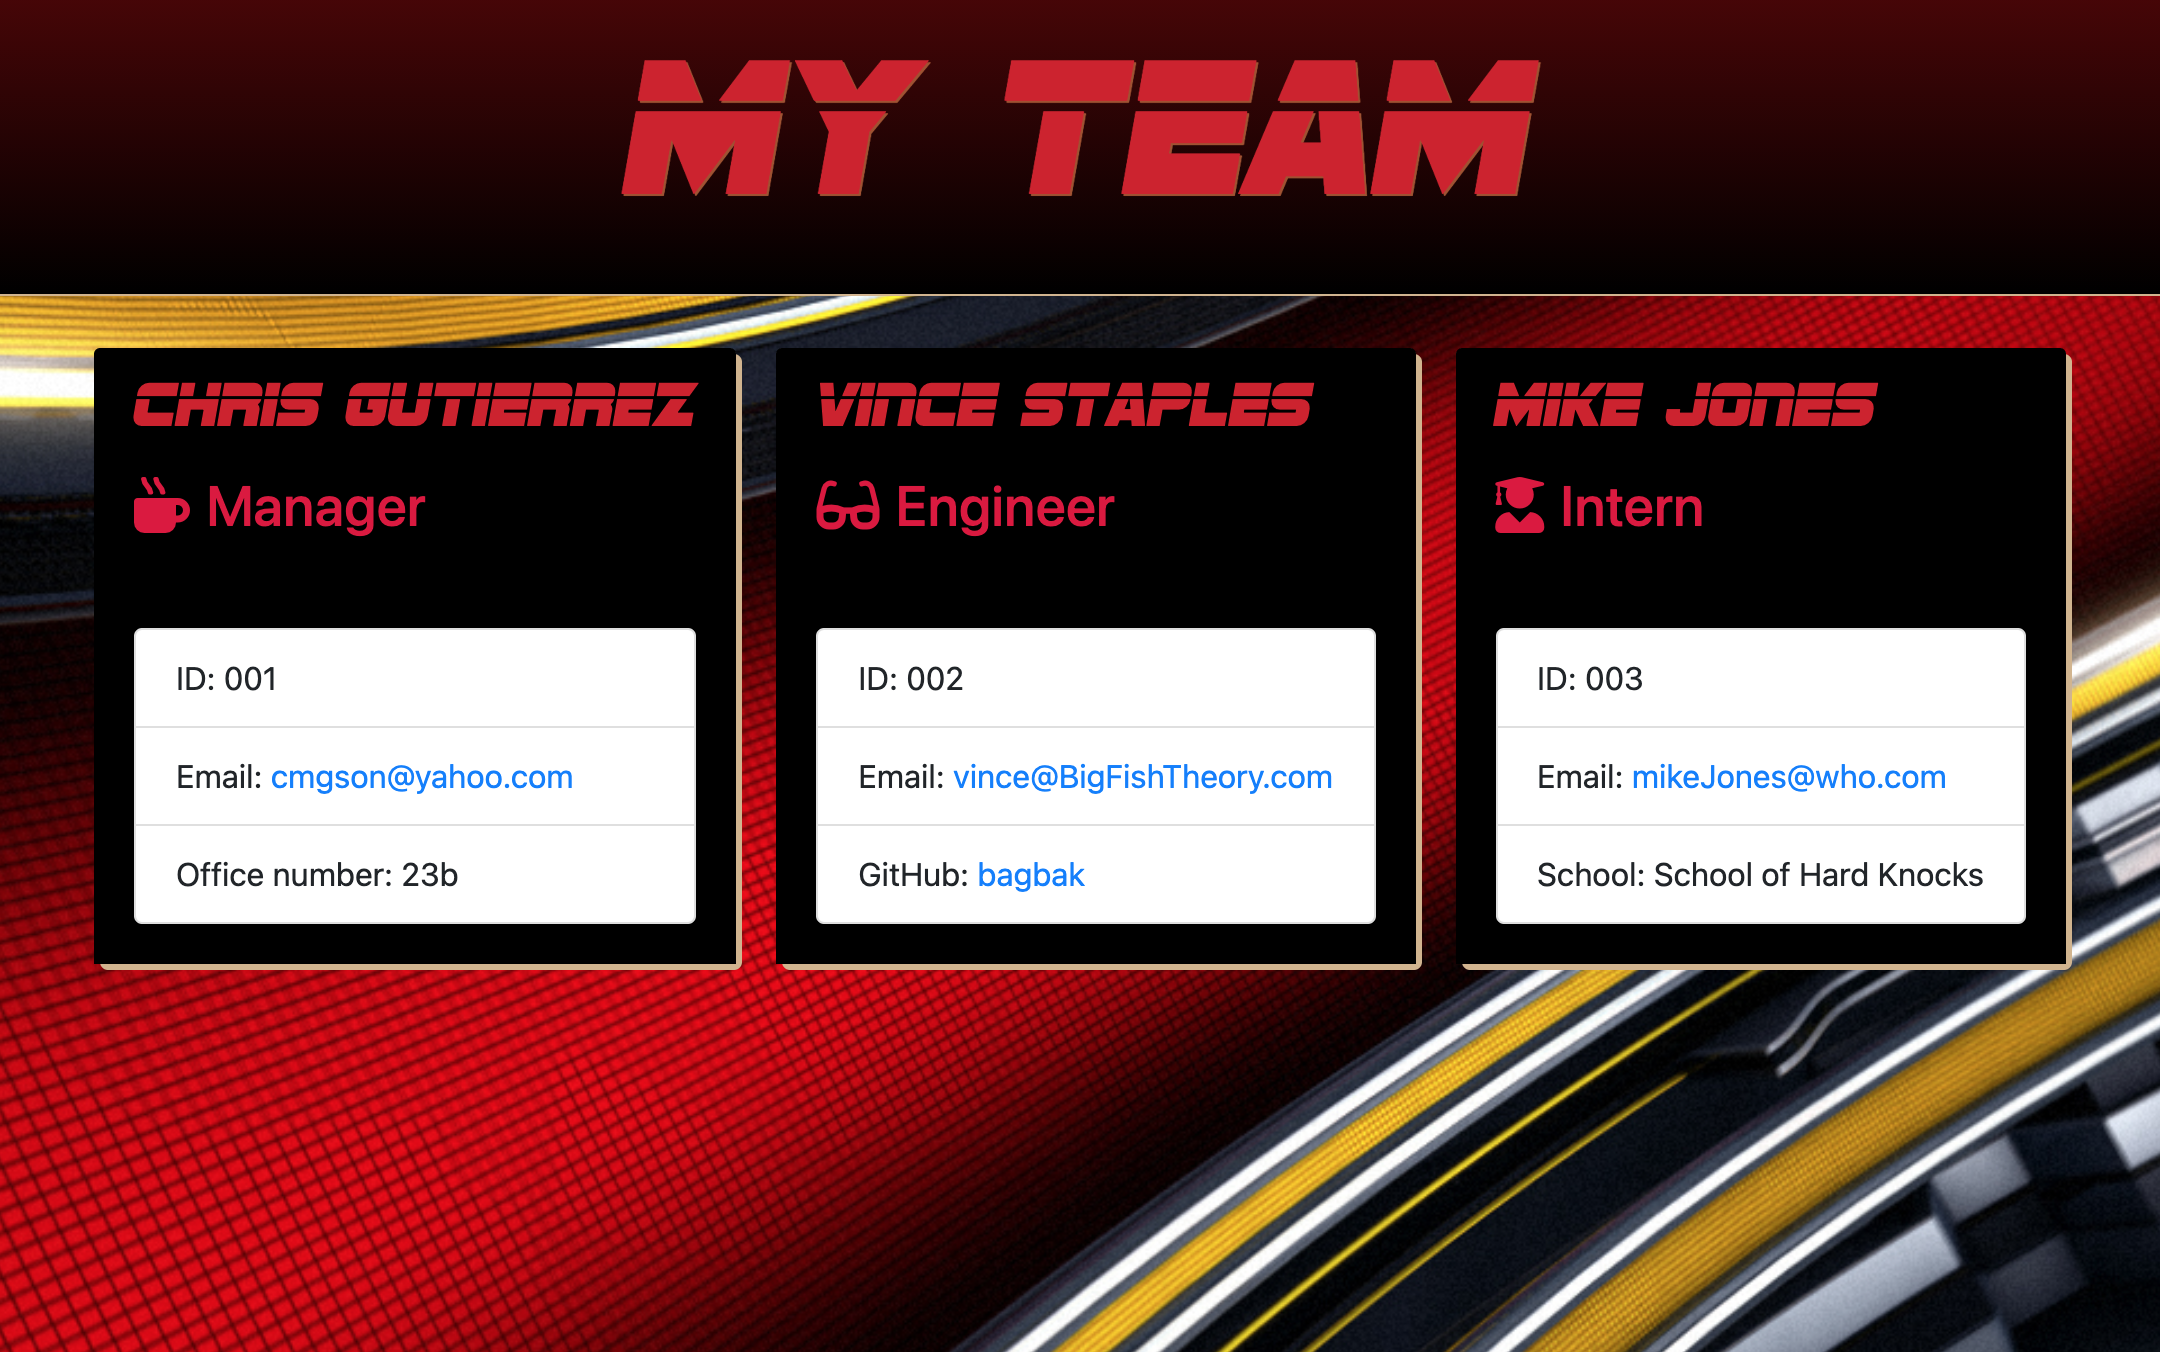 MY TEAM
CHRIS GUTIERREZ
Manager
ID: 001
Email: cmgson@yahoo.com
Office number: 23b
VINCE STAPLES
Engineer
ID: 002
Email: vince@BigFishTheory.com
GitHub: bagbak
MIKE JONES
Intern
ID: 003
Email: mikeJones@who.com
School: School of Hard Knocks